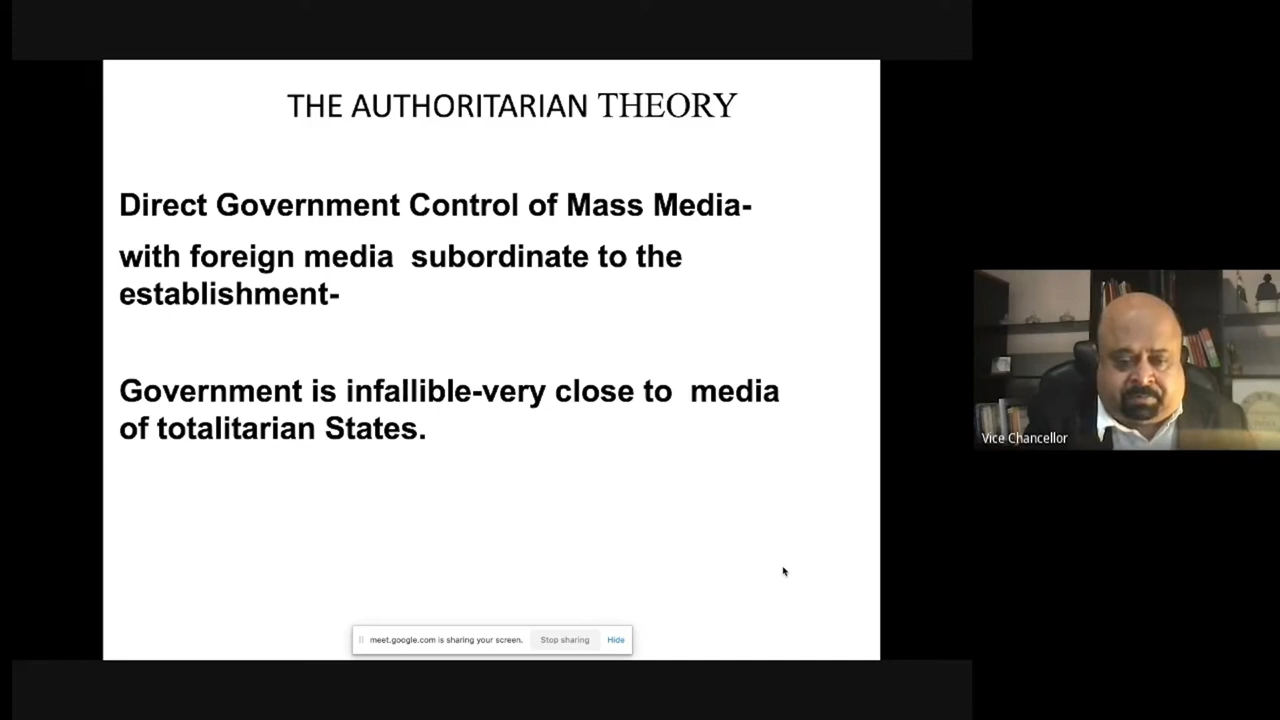 THE AUTHORITARIAN THEORY
Direct Government Control of Mass Media-
with foreign media  subordinate to the
establishment-
Government is infallible-very close to  media
of totalitarian States.
Vice Chancellor
meet.google.com is sharing your screen. Stop sharing Hide